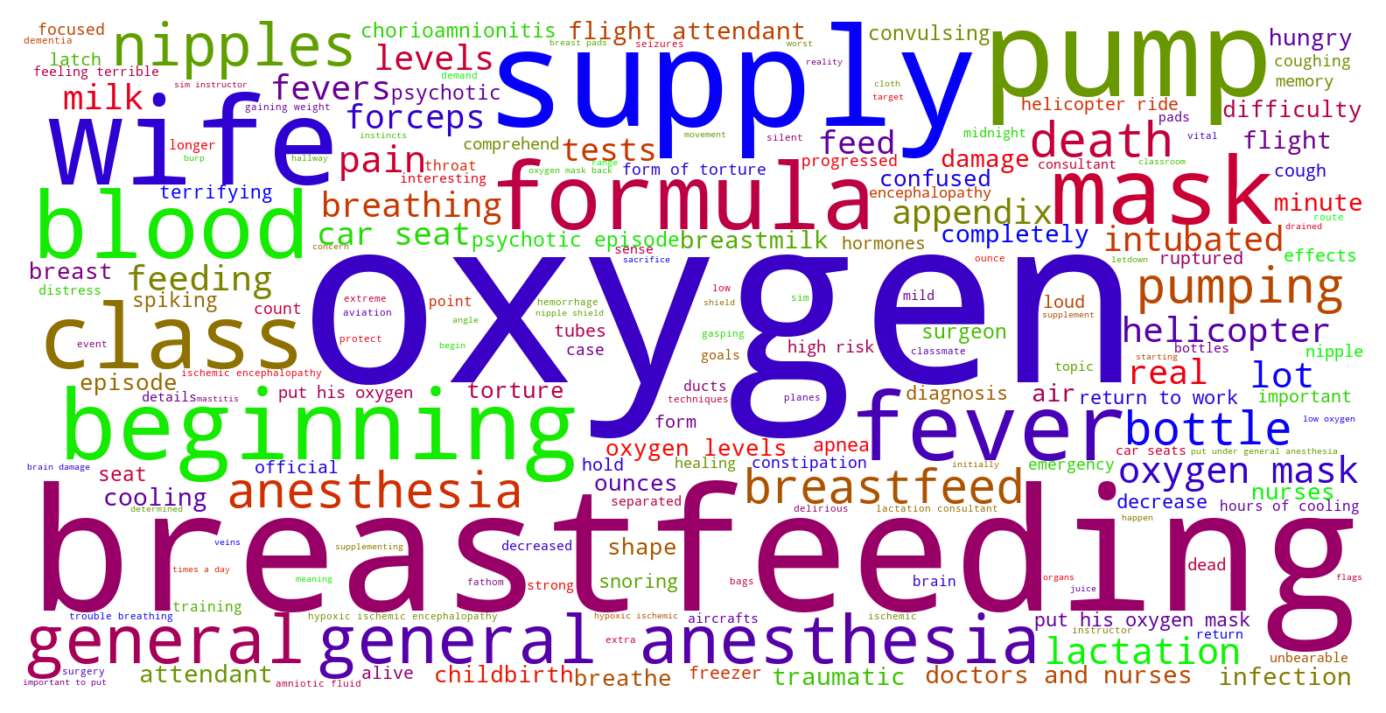 focused
dementia
nipples
chorioamnionitis
breast pads
seizures
flight attendant
worst
convulsing
pump
hungry
latch
levels
supply
coughing
feeling terrible
sim instructor
demand
reality
cloth
memory
milk
fevers
psychotic
target
helicopter ride
pads
difficulty
gaining weight
forceps
wife
longer
instincts
movement
silent
feed
midnight
death
vital
flight
burp
hallway
pain
comprehend
tests
throat
interesting
range
oxygen mask back
form of torture
progressed
damage
consultant
classroom
cough
terrifying
confused
encephalopathy
mask
blood
breathing
formula
appendix
minute
route
drained
car seat
psychotic episode
breastmilk
hormones
completely
intubated
concern
sense
sacrifice
ruptured
letdown
effects
breast
feeding
oxygen
distress
spiking
count
extreme
aviation
point
hemorrhage
nipple shield
low
shield
sim
mild
loud
supplement
pumping
class
angle
tubes
gasping
surgeon
helicopter
event
protect
begin
case
goals
high risk
classmate
starting
bottles
nipple
ischemic encephalopathy
topic
real
lot
episode
details
mastitis
put his oxygen
torture
ducts
techniques
planes
diagnosis
air
return to work
important
beginning
form
fever
bottle
low oxygen
oxygen levels
apnea
car seats
put under general anesthesia
brain damage
official
hold
healing
constipation
initially
emergency
oxygen mask
seat
cooling
anesthesia
ounces
breastfeed
decrease
nurses
determined
separated
delirious
lactation consultant
happen
hours of cooling
breastfeeding
veins
supplementing
decreased
shape
dead
times a day
meaning
fathom
strong
snoring
bags
brain
organs
juice
flags
training
trouble breathing
hypoxic ischemic encephalopathy
hypoxic ischemic
aircrafts
ischemic
put his oxygen mask
general
general anesthesia
extra
instructor
return
lactation
unbearable
surgery
important to put
attendant
amniotic fluid
alive
childbirth
breathe
freezer
traumatic
doctors and nurses
infection
ounce